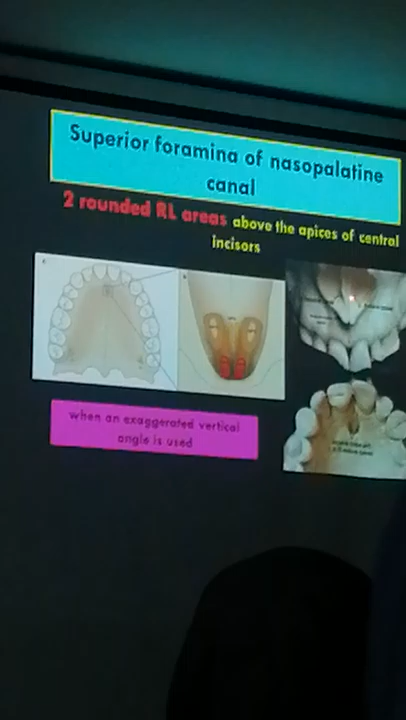 Superior foramina of nasopalatine
canal
2 rounded RL areas above the apices of central
incisors
when an exaggerated vertical
angle is used